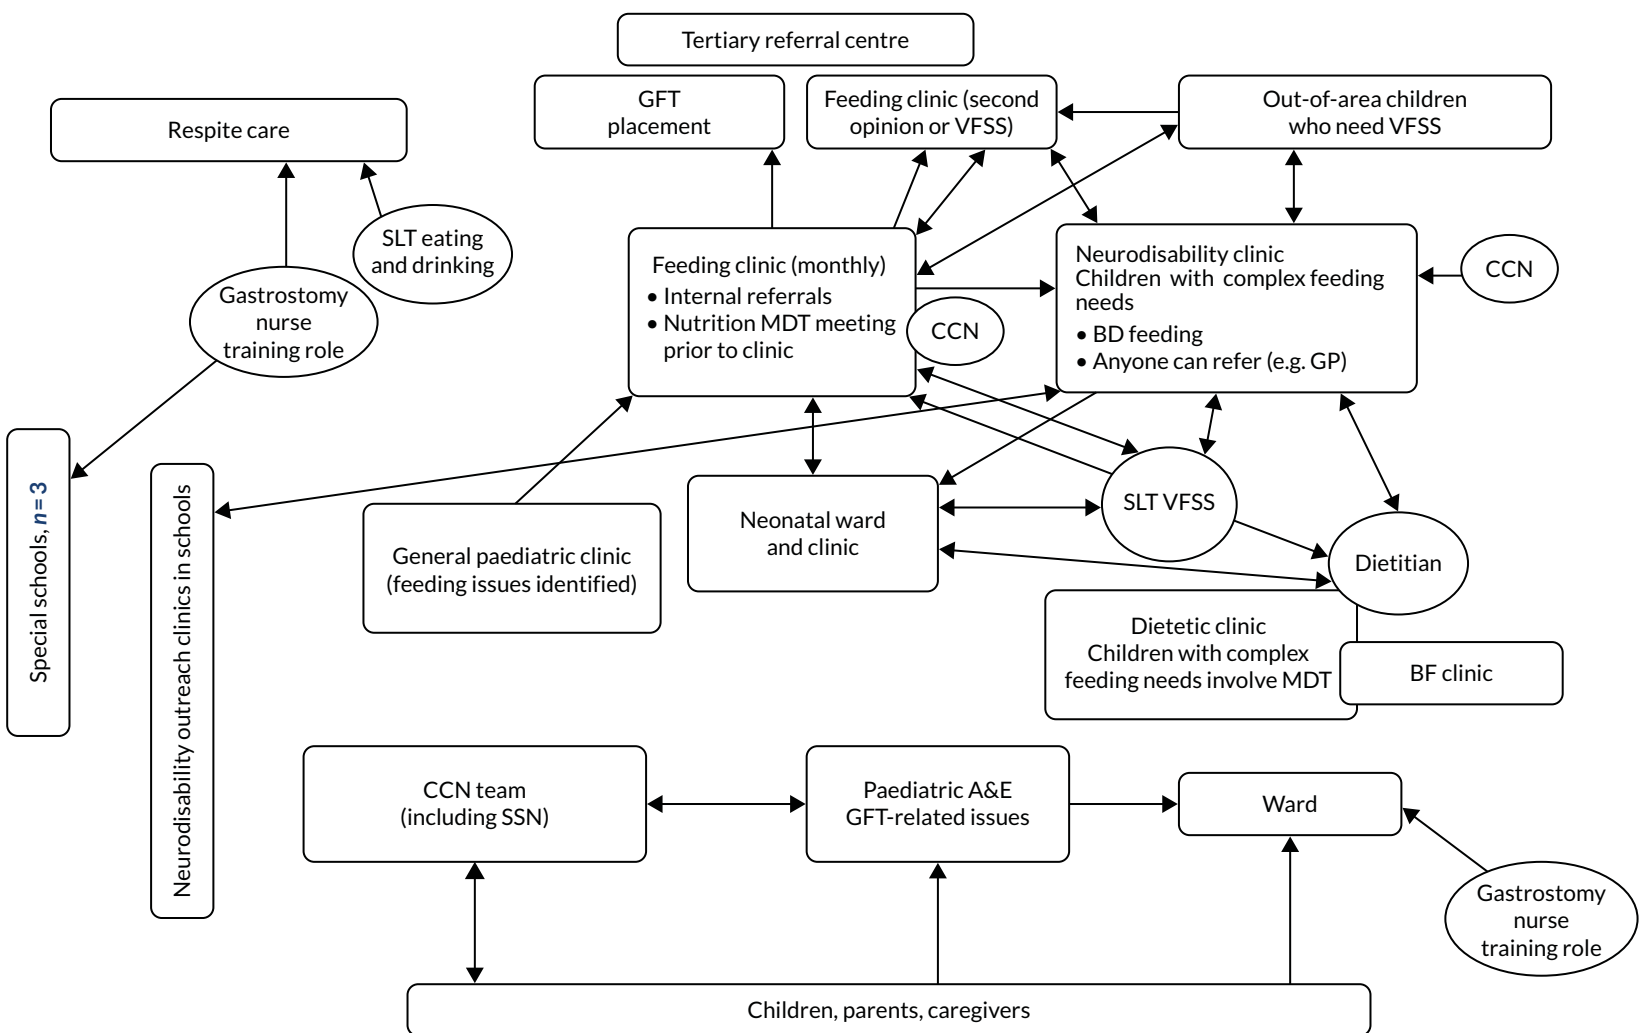 Tertiary referral centre
GFT
placement
Feeding clinic (second
opinion or VFSS)
Out-of-area children
who need VFSS
Respite care
SLT eating
and drinking
Gastrostomy
nurse
training role
Feeding clinic (monthly)
• Internal referrals
• Nutrition MDT meeting
prior to clinic
CCN
Neurodisability clinic
Children with complex feeding
needs
• BD feeding
• Anyone can refer (e.g. GP)
CCN
Special schools, n = 3
Neurodisability outreach clinics in schools
General paediatric clinic
(feeding issues identified)
Neonatal ward
and clinic
SLT VFSS
Dietitian
Dietetic clinic
Children with complex
feeding needs involve MDT
BF clinic
CCN team
(including SSN)
Paediatric A&E
GFT-related issues
Ward
Gastrostomy
nurse
training role
Children, parents, caregivers